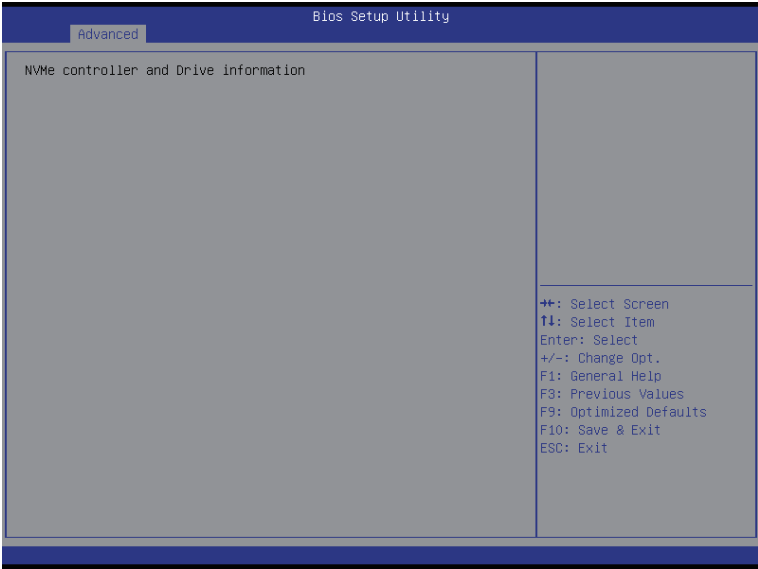 Bios Setup Utility
Advanced
NVMe controller and Drive information
→←: Select Screen
↑↓: Select Item
Enter: Select
+/-: Change Opt.
F1: General Help
F3: Previous Values
F9: Optimized Defaults
F10: Save & Exit
ESC: Exit